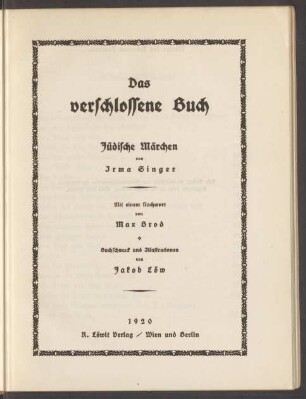 Das
verschlossene Buch
Jüdische Märchen
von
Irma Singer
Mit einem Nachwort
von
Max Brod
Buchschmuck und Illustrationen
von
Jakob Löw
1920
R. Löwit Verlag / Wien und Berlin